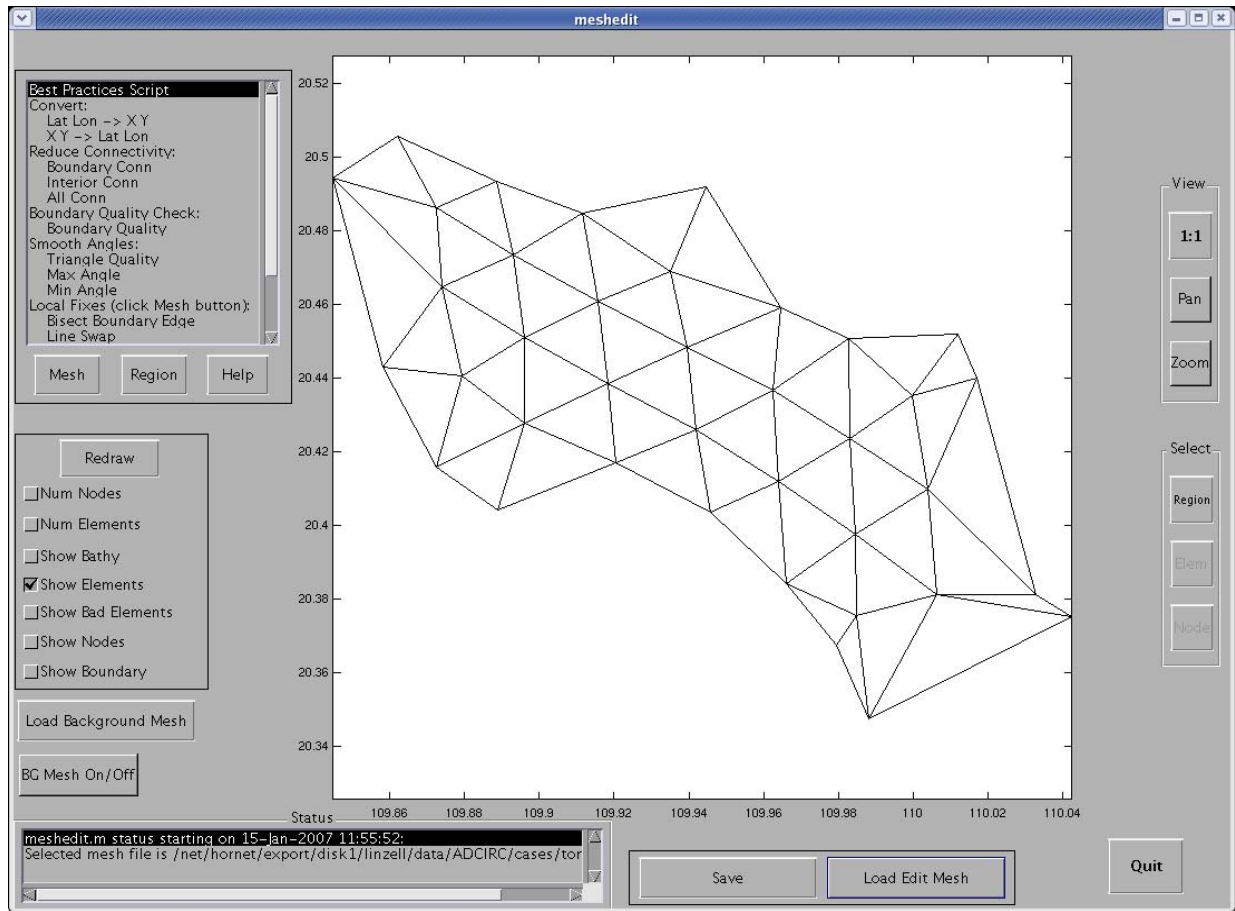 meshedit
Best Practices Script
Convert:
Lat Lon -> X Y
X Y -> Lat Lon
Reduce Connectivity:
Boundary Conn
Interior Conn
All Conn
Boundary Quality Check:
Boundary Quality
Smooth Angles:
Triangle Quality
Max Angle
Min Angle
Local Fixes (click Mesh button):
Bisect Boundary Edge
Line Swap
Mesh Region Help
Redraw
Num Nodes
Num Elements
Show Bathy
Show Elements
Show Bad Elements
Show Nodes
Show Boundary
Load Background Mesh
BG Mesh On/Off
20.52
20.5
20.48
20.46
20.44
20.42
20.4
20.38
20.36
20.34
109.86 109.88 109.9 109.92 109.94 109.96 109.98 110 110.02 110.04
View
1:1
Pan
Zoom
Select
Region
Elem
Node
Status
meshedit.m status starting on 15-Jan-2007 11:55:52:
Selected mesh file is /net/hornet/export/disk1/linzell/data/ADCIRC/cases/tor
Save
Load Edit Mesh
Quit